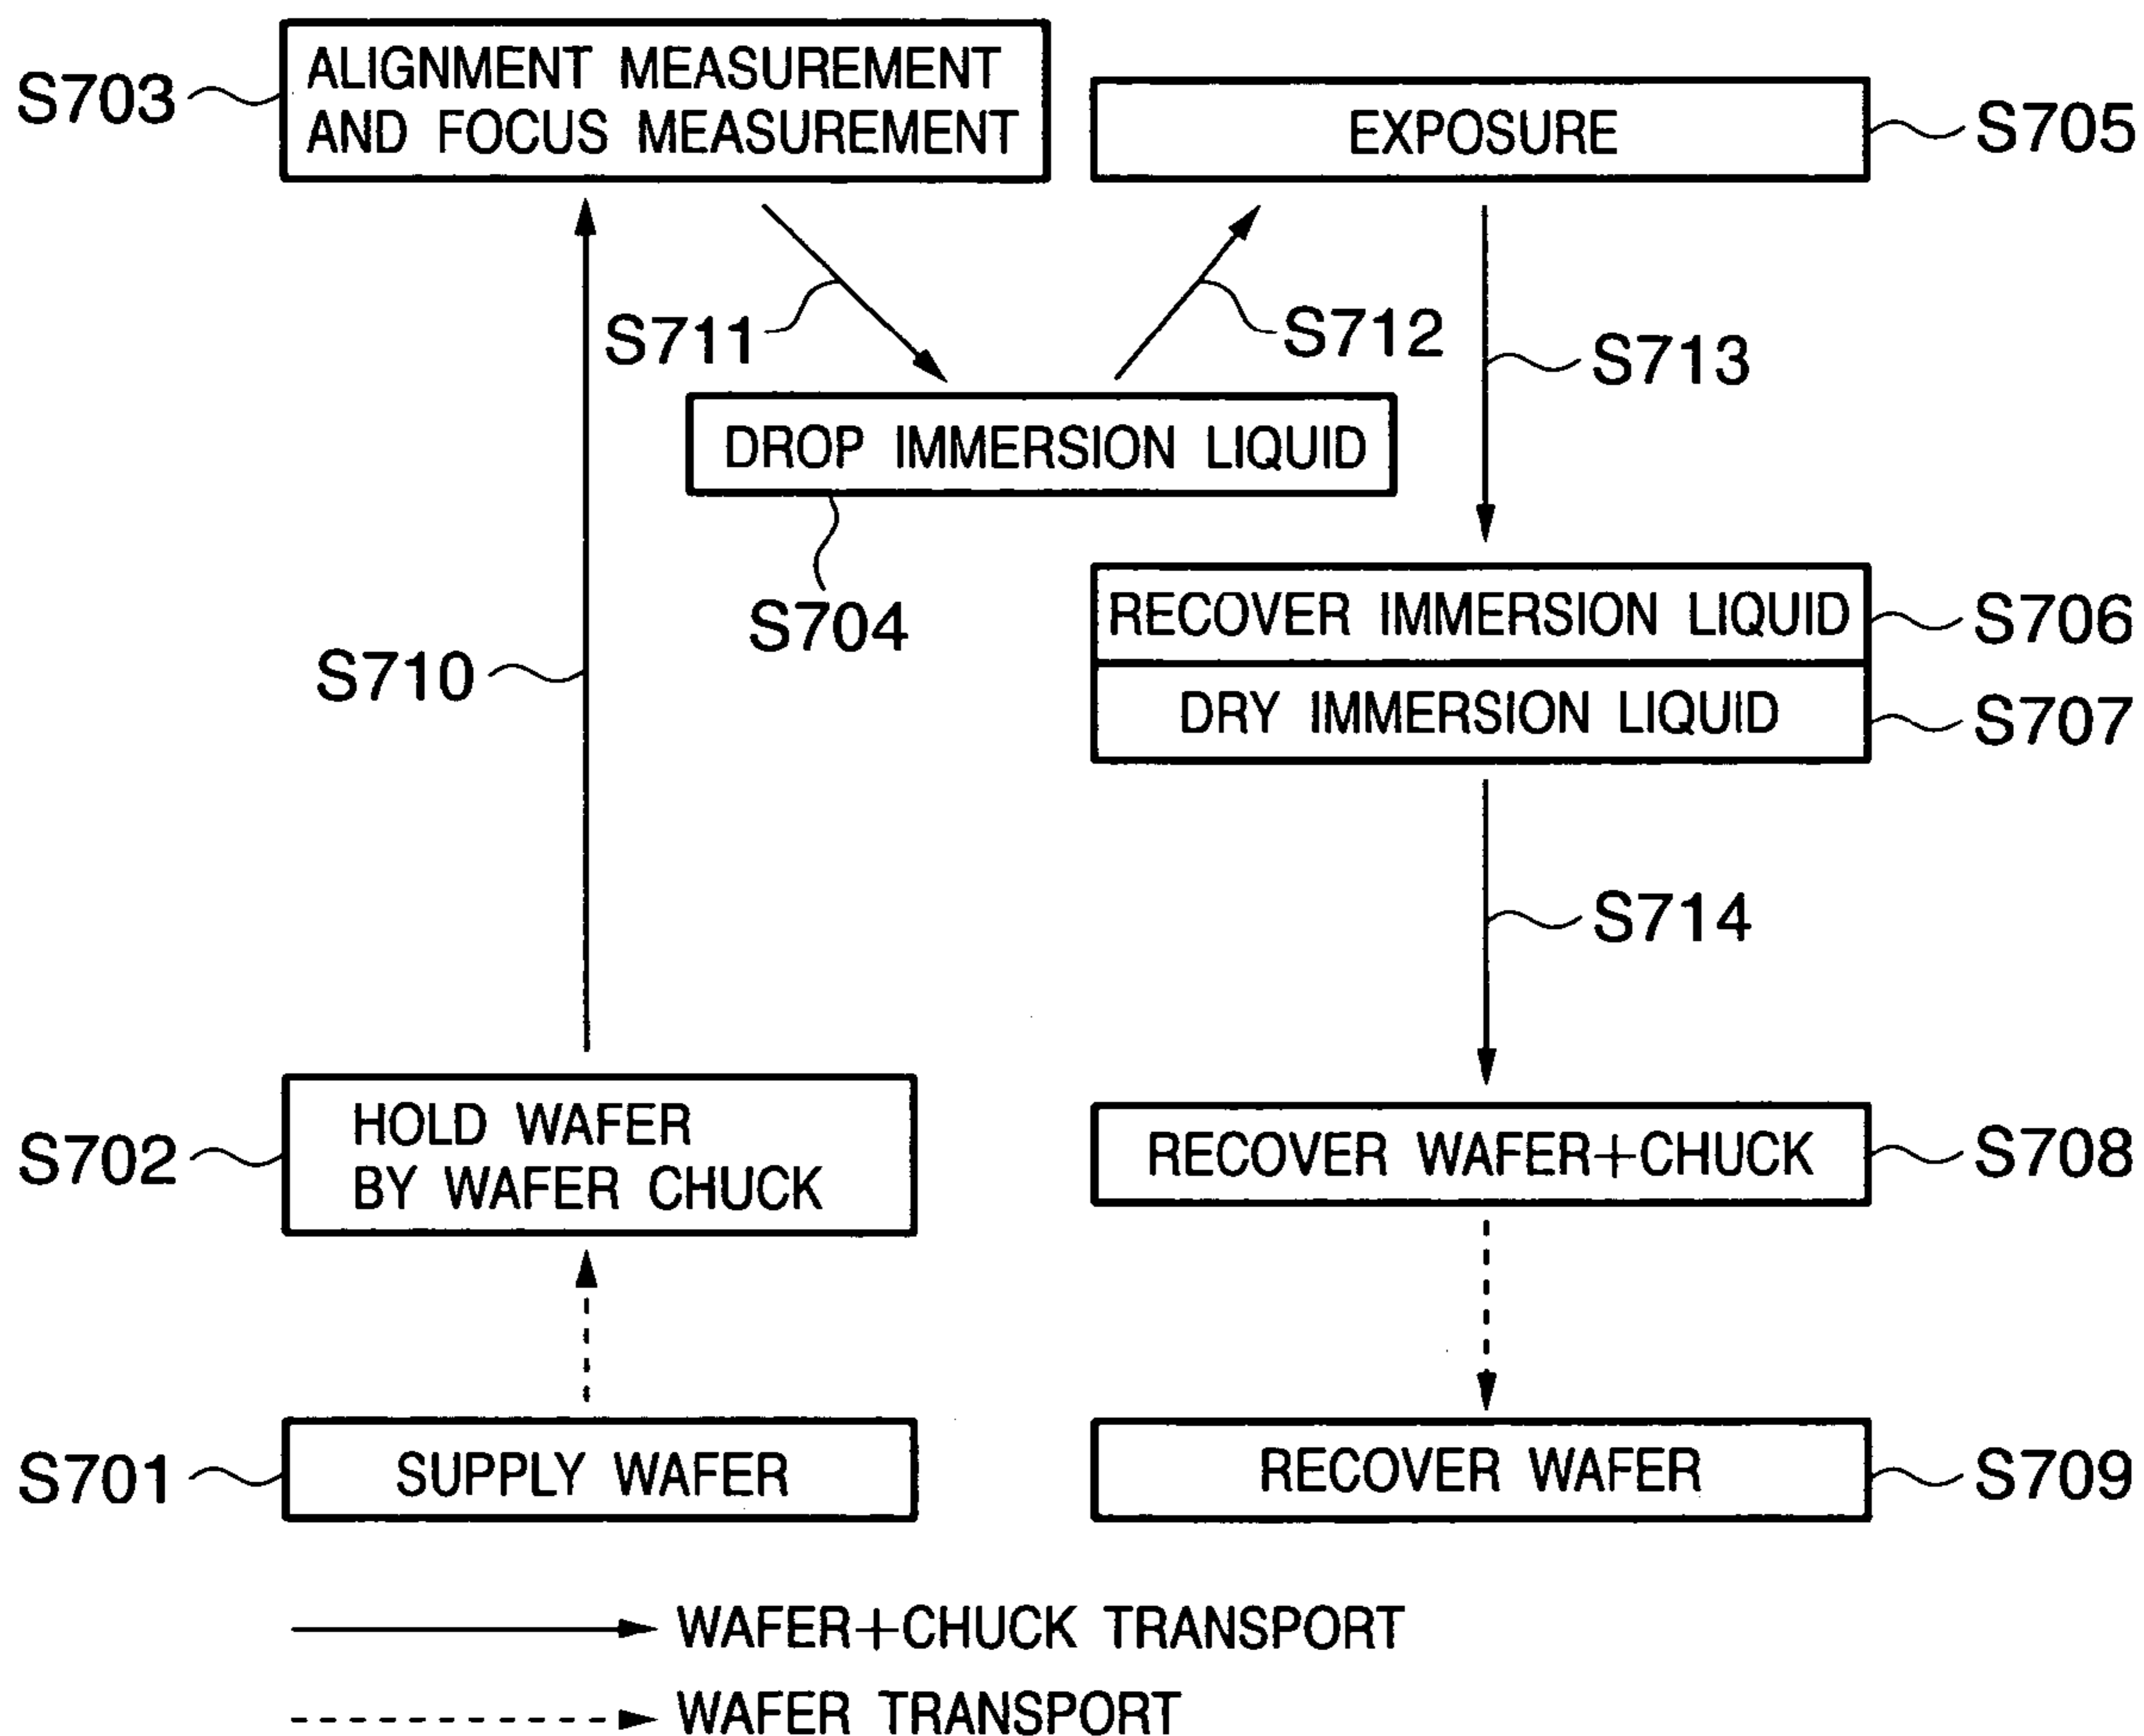 S703
ALIGNMENT MEASUREMENT
AND FOCUS MEASUREMENT
EXPOSURE
S705
S711
S712
S713
DROP IMMERSION LIQUID
S704
S710
RECOVER IMMERSION LIQUID
S706
DRY IMMERSION LIQUID
S707
S714
S702
HOLD WAFER
BY WAFER CHUCK
RECOVER WAFER+CHUCK
S708
S701
SUPPLY WAFER
RECOVER WAFER
S709
WAFER+CHUCK TRANSPORT
WAFER TRANSPORT